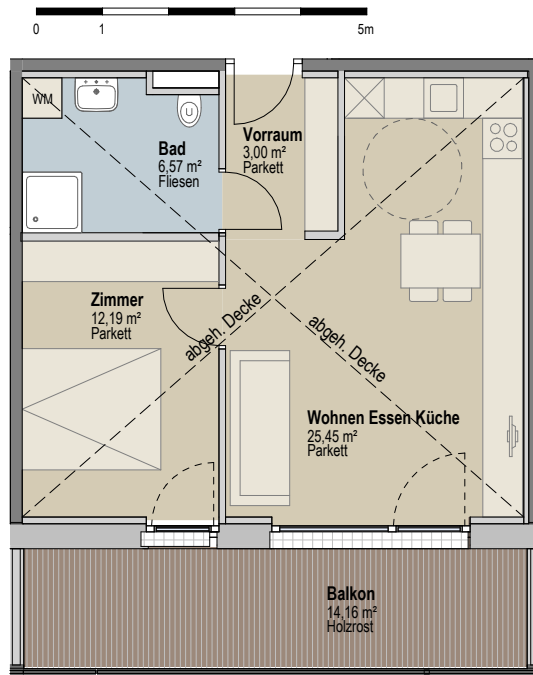 0 1 5m
WM
Bad
6,57 m²
Fliesen
Vorraum
3,00 m²
Parkett
Zimmer
12,19 m²
Parkett
abgeh. Decke
abgeh. Decke
Wohnen Essen Küche
25,45 m²
Parkett
Balkon
14,16 m²
Holzrost